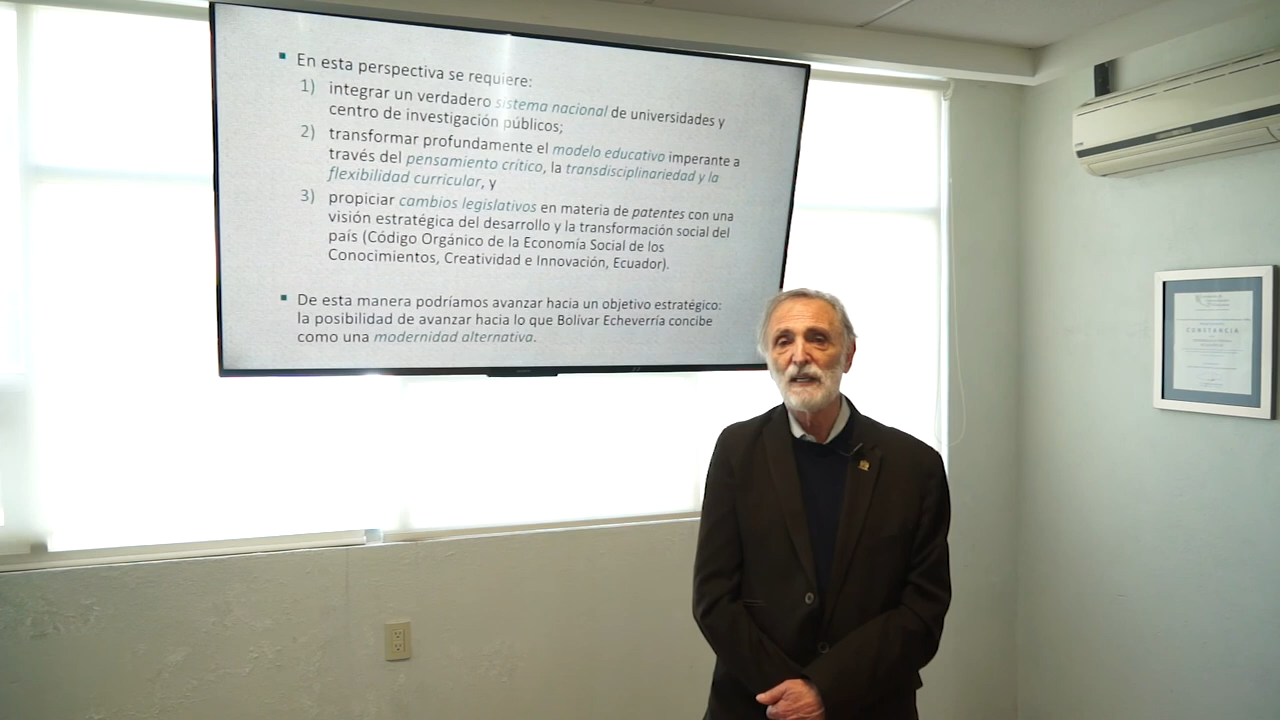 ▪ En esta perspectiva se requiere:
1) integrar un verdadero sistema nacional de universidades y
centro de investigación públicos;
2) transformar profundamente el modelo educativo imperante a
través del pensamiento crítico, la transdisciplinariedad y la
flexibilidad curricular, y
3) propiciar cambios legislativos en materia de patentes con una
visión estratégica del desarrollo y la transformación social del
país (Código Orgánico de la Economía Social de los
Conocimientos, Creatividad e Innovación, Ecuador).
▪ De esta manera podríamos avanzar hacia un objetivo estratégico:
la posibilidad de avanzar hacia lo que Bolívar Echeverría concibe
como una modernidad alternativa.
CONSTANCIA